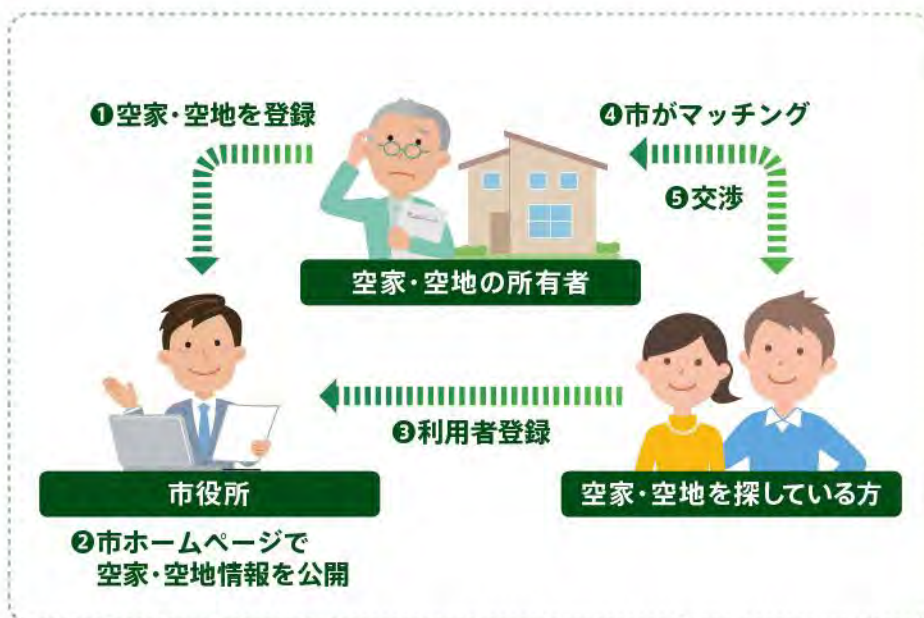 ❶空家・空地を登録
❹市がマッチング
❺交渉
空家・空地の所有者
❸利用者登録
市役所
空家・空地を探している方
❷市ホームページで
空家・空地情報を公開